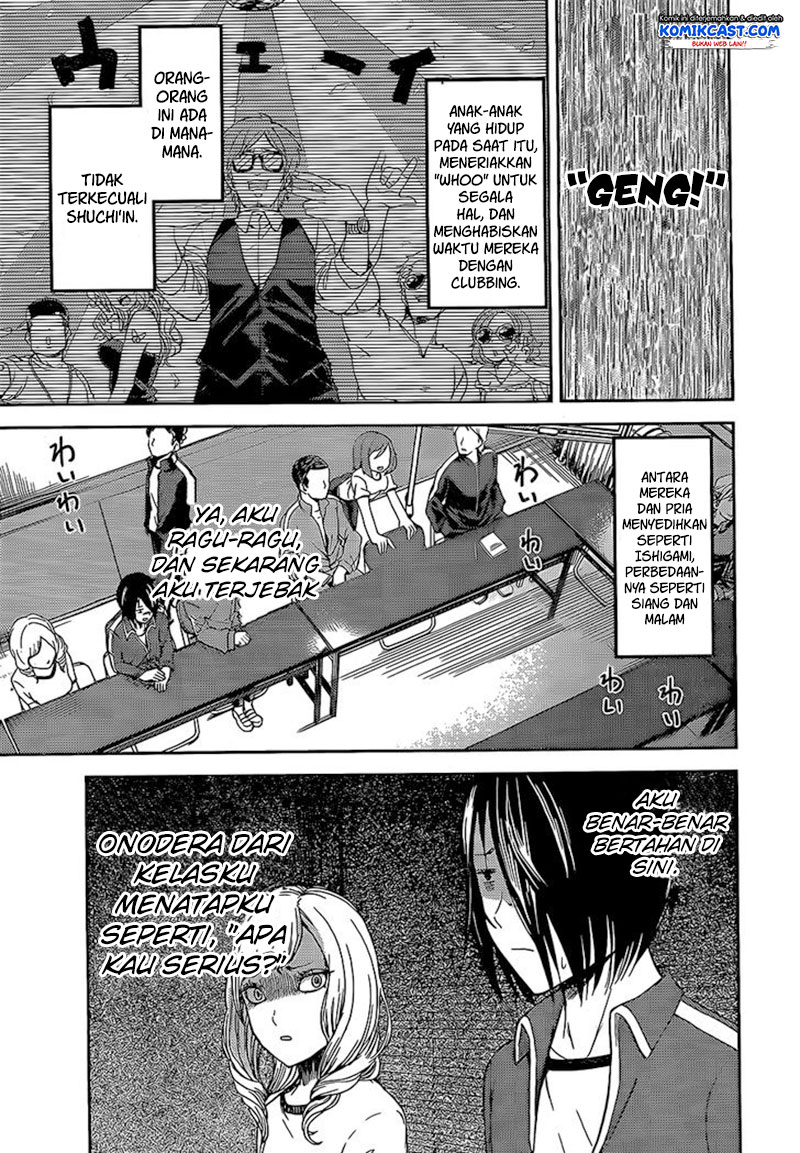 Komik ini diterjemahkan & diedit oleh
KOMIKCAST.COM
BUKAN WEB LAIN!!
"GENG!"
ウェーイ
ANAK-ANAK
YANG HIDUP
PADA SAAT ITU,
MENERIAKKAN
"WHOO" UNTUK
SEGALA
HAL, DAN
MENGHABISKAN
WAKTU MEREKA
DENGAN
CLUBBING.
ORANG-
ORANG
INI ADA
DI MANA-
MANA.
TIDAK
TERKECUALI
SHUCHI'IN.
ANTARA
MEREKA
DAN PRIA
MENYEDIHKAN
SEPERTI
ISHIGAMI,
PERBEDAAN-
NYA SEPERTI
SIANG DAN
MALAM
わい
わい
わい
わい
わい
わい
YA, AKU
RAGU-RAGU,
DAN SEKARANG
AKU TERJEBAK
AKU
BENAR-BENAR
BERTAHAN DI
SINI.
ONODERA DARI
KELASKU
MENATAPKU
SEPERTI, "APA
KAU SERIUS?"